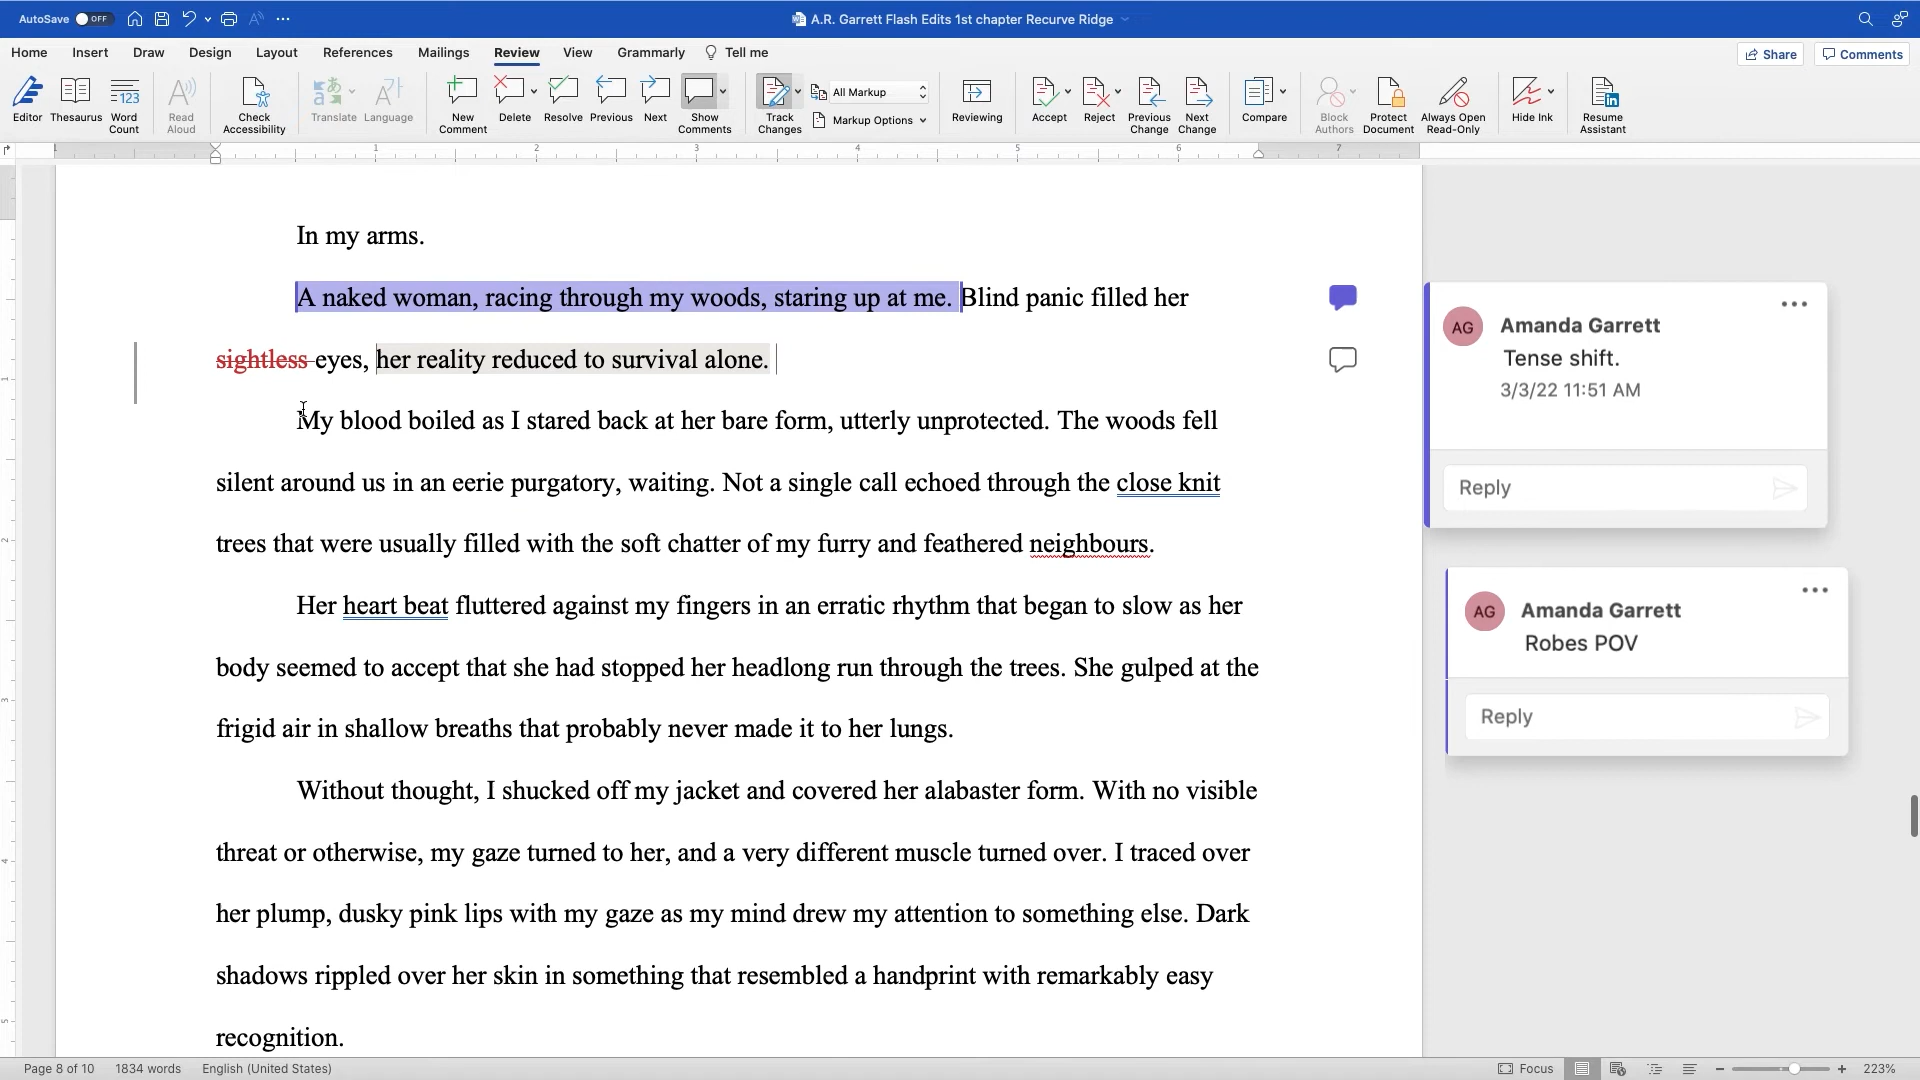 AutoSave OFF
A.R. Garrett Flash Edits 1st chapter Recurve Ridge
Home Insert Draw Design Layout References Mailings Review View Grammarly Tell me Share Comments
Editor Thesaurus Word Count Read Aloud Check Accessibility Translate Language New Comment Delete Resolve Previous Next Show Comments Track Changes All Markup Markup Options Reviewing Accept Reject Previous Change Next Change Compare Block Authors Protect Document Always Open Read-Only Hide Ink Resume Assistant
1 1 2 3 4 5 6 7
In my arms.
A naked woman, racing through my woods, staring up at me. Blind panic filled her
sightless eyes, her reality reduced to survival alone.
My blood boiled as I stared back at her bare form, utterly unprotected. The woods fell
silent around us in an eerie purgatory, waiting. Not a single call echoed through the close knit
trees that were usually filled with the soft chatter of my furry and feathered neighbours.
Her heart beat fluttered against my fingers in an erratic rhythm that began to slow as her
body seemed to accept that she had stopped her headlong run through the trees. She gulped at the
frigid air in shallow breaths that probably never made it to her lungs.
Without thought, I shucked off my jacket and covered her alabaster form. With no visible
threat or otherwise, my gaze turned to her, and a very different muscle turned over. I traced over
her plump, dusky pink lips with my gaze as my mind drew my attention to something else. Dark
shadows rippled over her skin in something that resembled a handprint with remarkably easy
recognition.
AG Amanda Garrett
Tense shift.
3/3/22 11:51 AM
Reply
AG Amanda Garrett
Robes POV
Reply
1
2
3
4
5
Page 8 of 10 1834 words English (United States) Focus 223%